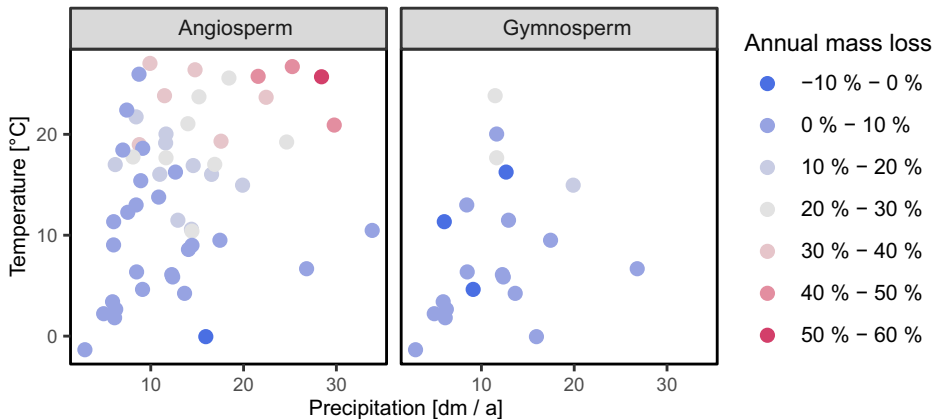 Angiosperm
Gymnosperm
Annual mass loss
−10 % − 0 %
0 % − 10 %
10 % − 20 %
20 % − 30 %
30 % − 40 %
40 % − 50 %
50 % − 60 %
Temperature [°C]
20
10
0
10 20 30
10 20 30
Precipitation [dm / a]